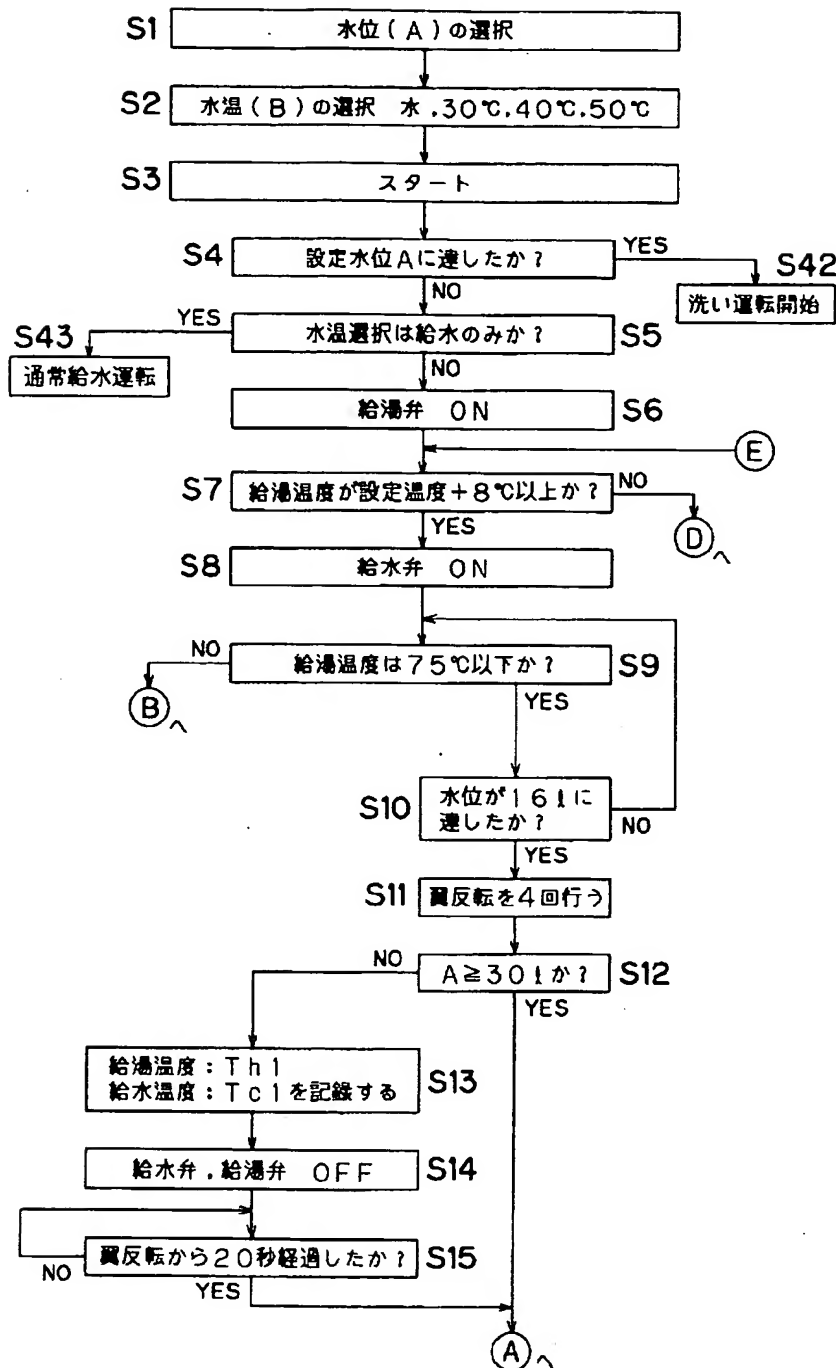 S1 水位(A)の選択
S2 水温(B)の選択 水,30℃,40℃,50℃
S3 スタート
S4 設定水位Aに達したか?
YES
S42
洗い運転開始
NO
YES
S43
通常給水運転
水温選択は給水のみか? S5
NO
給湯弁 ON S6
E
S7 給湯温度が設定温度+8℃以上か?
NO
Dへ
YES
S8 給水弁 ON
NO
Bへ
給湯温度は75℃以下か? S9
YES
S10 水位が16lに
達したか?
NO
YES
S11 翼反転を4回行う
NO
A≧30lか? S12
YES
給湯温度:Th1
給水温度:Tc1を記録する
S13
給水弁,給湯弁 OFF S14
翼反転から20秒経過したか? S15
NO
YES
Aへ